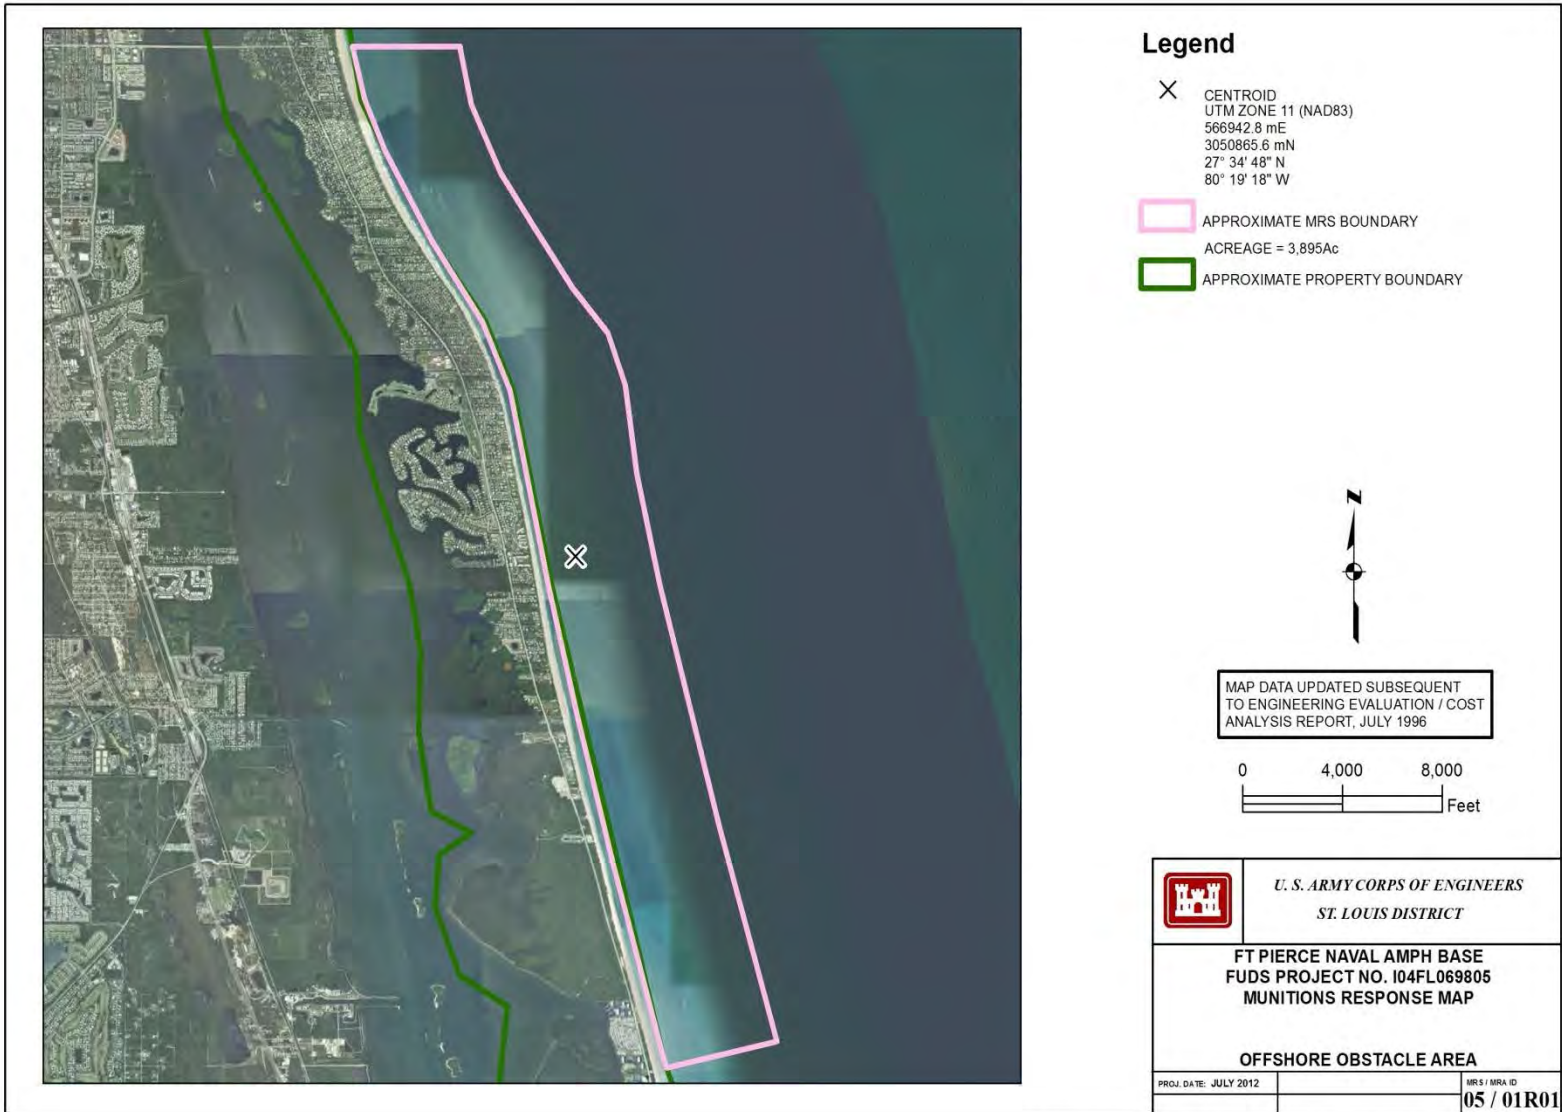 Legend
CENTROID
UTM ZONE 11 (NAD83)
566942.8 mE
3050865.6 mN
27° 34' 48" N
80° 19' 18" W
APPROXIMATE MRS BOUNDARY
ACREAGE = 3,895Ac
APPROXIMATE PROPERTY BOUNDARY
N
MAP DATA UPDATED SUBSEQUENT
TO ENGINEERING EVALUATION / COST
ANALYSIS REPORT, JULY 1996
0 4,000 8,000
Feet
U. S. ARMY CORPS OF ENGINEERS
ST. LOUIS DISTRICT
FT PIERCE NAVAL AMPH BASE
FUDS PROJECT NO. I04FL069805
MUNITIONS RESPONSE MAP
OFFSHORE OBSTACLE AREA
PROJ. DATE: JULY 2012
MRS / MRA ID
05 / 01R01